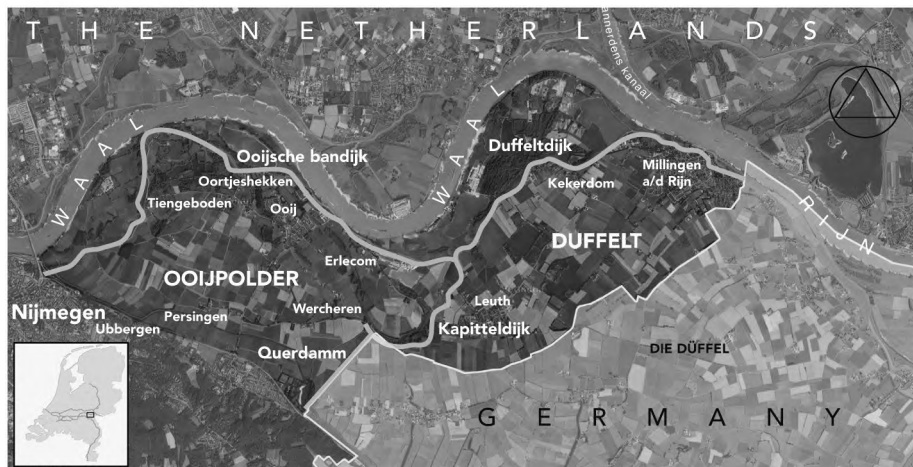 THE NETHERLANDS
annerdens kanaal
WAAL
WAAL
Ooijsche bandijk
Duffeltdijk
Oortjeshekken
Kekerdom
Millingen
a/d Rijn
Tiengeboden
Ooij
RIJN
DUFFELT
Erlecom
OOIJPOLDER
Nijmegen
Persingen
Wercheren
Leuth
Ubbergen
Kapitteldijk
Querdamm
DIE DÜFFEL
GERMANY